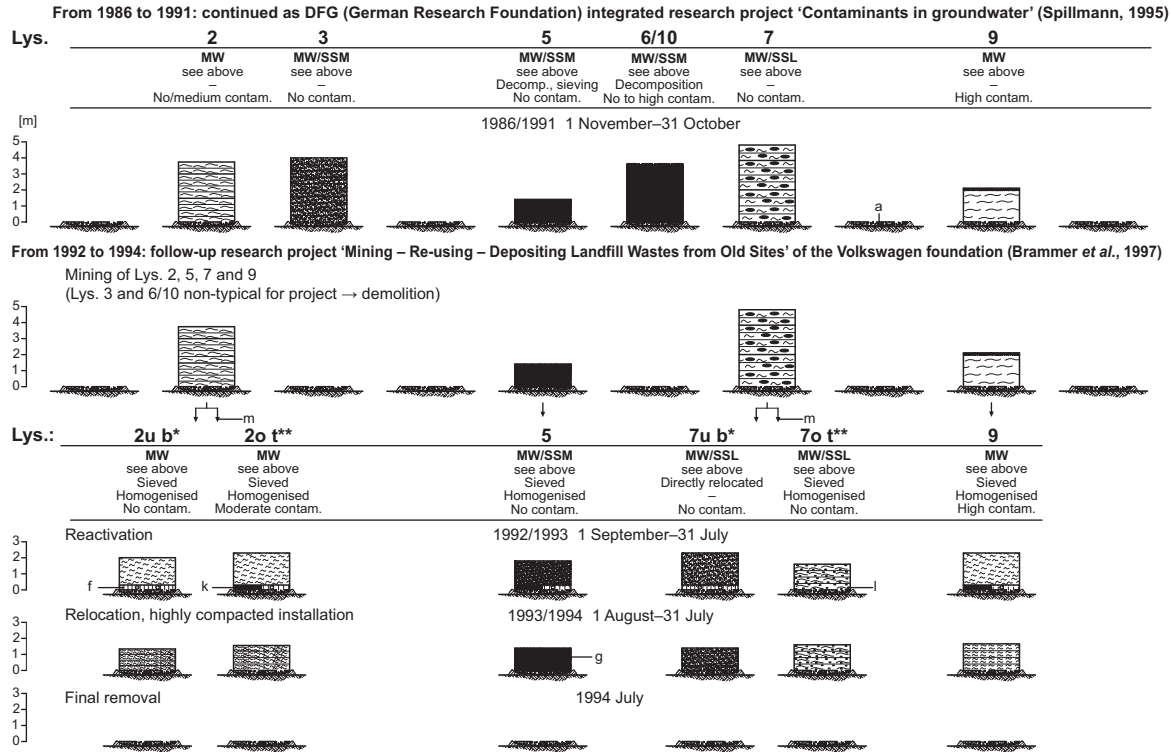 From 1986 to 1991: continued as DFG (German Research Foundation) integrated research project ‘Contaminants in groundwater’ (Spillmann, 1995)
Lys. 2 3 5 6/10 7 9
MW MW/SSM MW/SSM MW/SSM MW/SSL MW
see above see above see above see above see above see above
– – Decomp., sieving Decomposition – –
No/medium contam. No contam. No contam. No to high contam. No contam. High contam.
[m] 1986/1991 1 November–31 October
5
4
3
2
1
0
a
From 1992 to 1994: follow-up research project ‘Mining – Re-using – Depositing Landfill Wastes from Old Sites’ of the Volkswagen foundation (Brammer et al., 1997)
Mining of Lys. 2, 5, 7 and 9
(Lys. 3 and 6/10 non-typical for project → demolition)
5
4
3
2
1
0
m m
Lys.: 2u b* 2o t** 5 7u b* 7o t** 9
MW MW MW/SSM MW/SSL MW/SSL MW
see above see above see above see above see above see above
Sieved Sieved Sieved Directly relocated Sieved Sieved
Homogenised Homogenised Homogenised – Homogenised Homogenised
No contam. Moderate contam. No contam. No contam. No contam. High contam.
Reactivation 1992/1993 1 September–31 July
3
2
1
0
f k l
Relocation, highly compacted installation 1993/1994 1 August–31 July
3
2
1
0
g
Final removal 1994 July
3
2
1
0